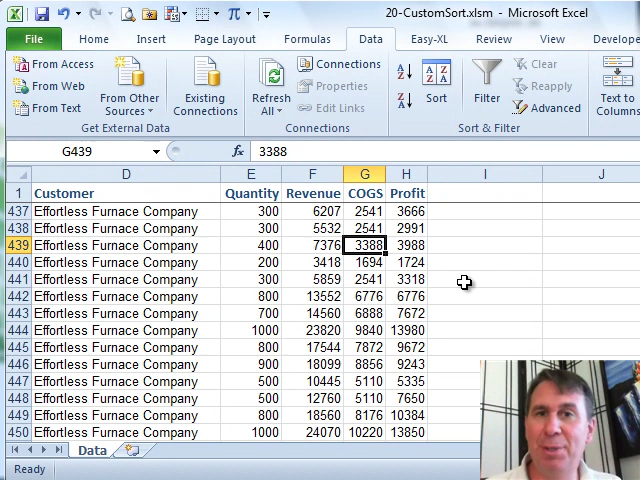 20-CustomSort.xlsm - Microsoft Excel
File Home Insert Page Layout Formulas Data Easy-XL Review View Develope
From Access
From Web
From Text
From Other Sources
Get External Data
Existing Connections
Refresh All
Connections
Properties
Edit Links
Connections
Sort
Filter
Clear
Reapply
Advanced
Sort & Filter
Text to Columns
G439 fx 3388
D E F G H I J
1 Customer Quantity Revenue COGS Profit
437 Effortless Furnace Company 300 6207 2541 3666
438 Effortless Furnace Company 300 5532 2541 2991
439 Effortless Furnace Company 400 7376 3388 3988
440 Effortless Furnace Company 200 3418 1694 1724
441 Effortless Furnace Company 300 5859 2541 3318
442 Effortless Furnace Company 800 13552 6776 6776
443 Effortless Furnace Company 700 14560 6888 7672
444 Effortless Furnace Company 1000 23820 9840 13980
445 Effortless Furnace Company 800 17544 7872 9672
446 Effortless Furnace Company 900 18099 8856 9243
447 Effortless Furnace Company 500 10445 5110 5335
448 Effortless Furnace Company 500 12760 5110 7650
449 Effortless Furnace Company 800 18560 8176 10384
450 Effortless Furnace Company 1000 24070 10220 13850
Data
Ready